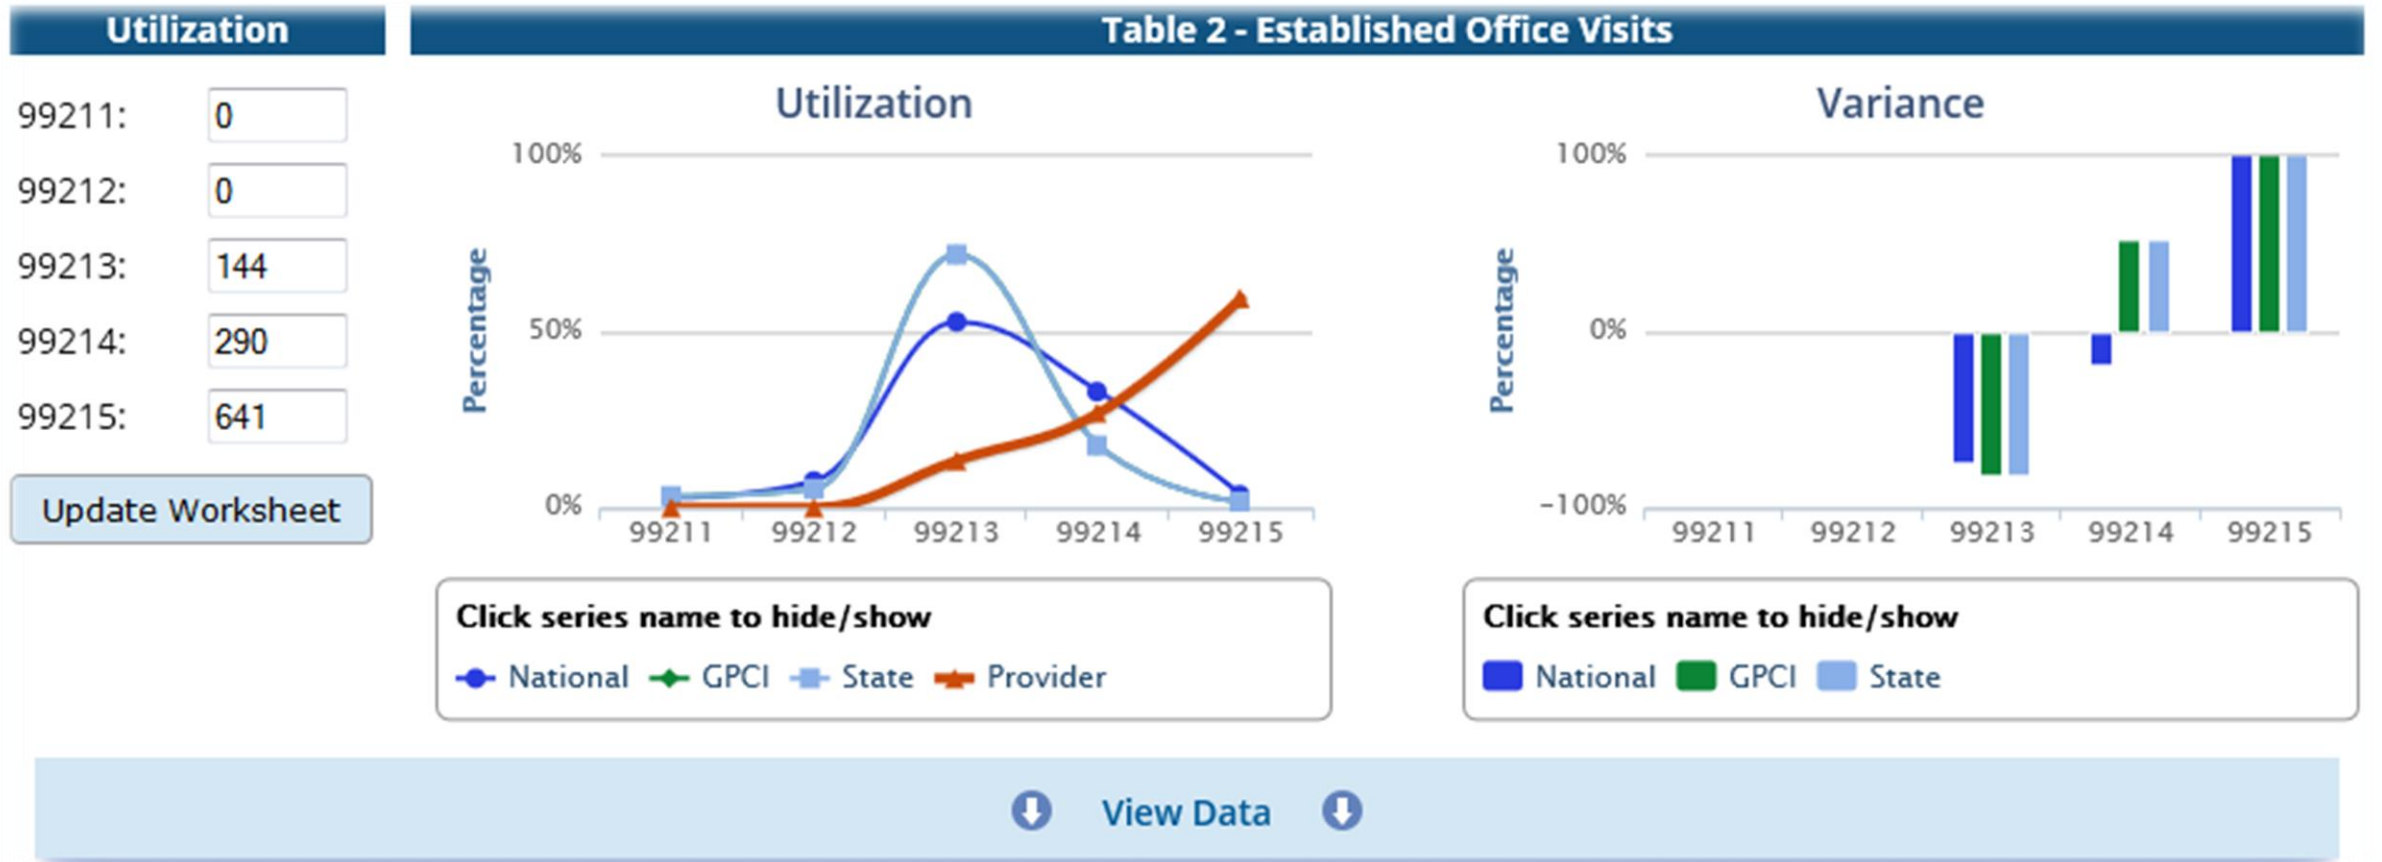 Utilization
99211: 0
99212: 0
99213: 144
99214: 290
99215: 641
Update Worksheet
Table 2 - Established Office Visits
Utilization
Percentage
100%
50%
0%
99211 99212 99213 99214 99215
Click series name to hide/show
National GPCI State Provider
Variance
Percentage
100%
0%
-100%
99211 99212 99213 99214 99215
Click series name to hide/show
National GPCI State
View Data